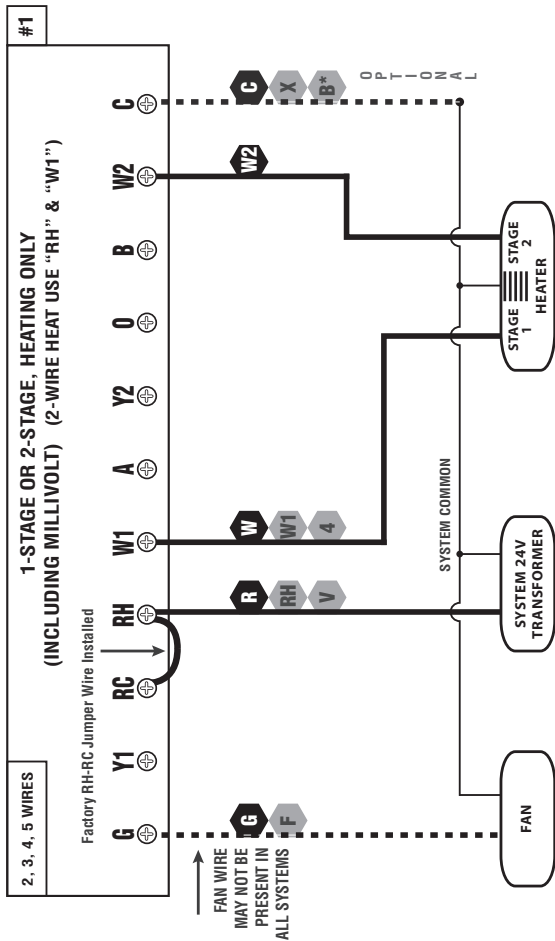 #1
2, 3, 4, 5 WIRES
1-STAGE OR 2-STAGE, HEATING ONLY
(INCLUDING MILLIVOLT) (2-WIRE HEAT USE "RH" & "W1")
Factory RH-RC Jumper Wire Installed
G Y1 RC RH W1 A Y2 O B W2 C
FAN WIRE
MAY NOT BE
PRESENT IN
ALL SYSTEMS
G
F
R
RH
V
W
W1
4
W2
C
X
B*
OPTIONAL
SYSTEM COMMON
FAN
SYSTEM 24V
TRANSFORMER
STAGE
1
STAGE
2
HEATER